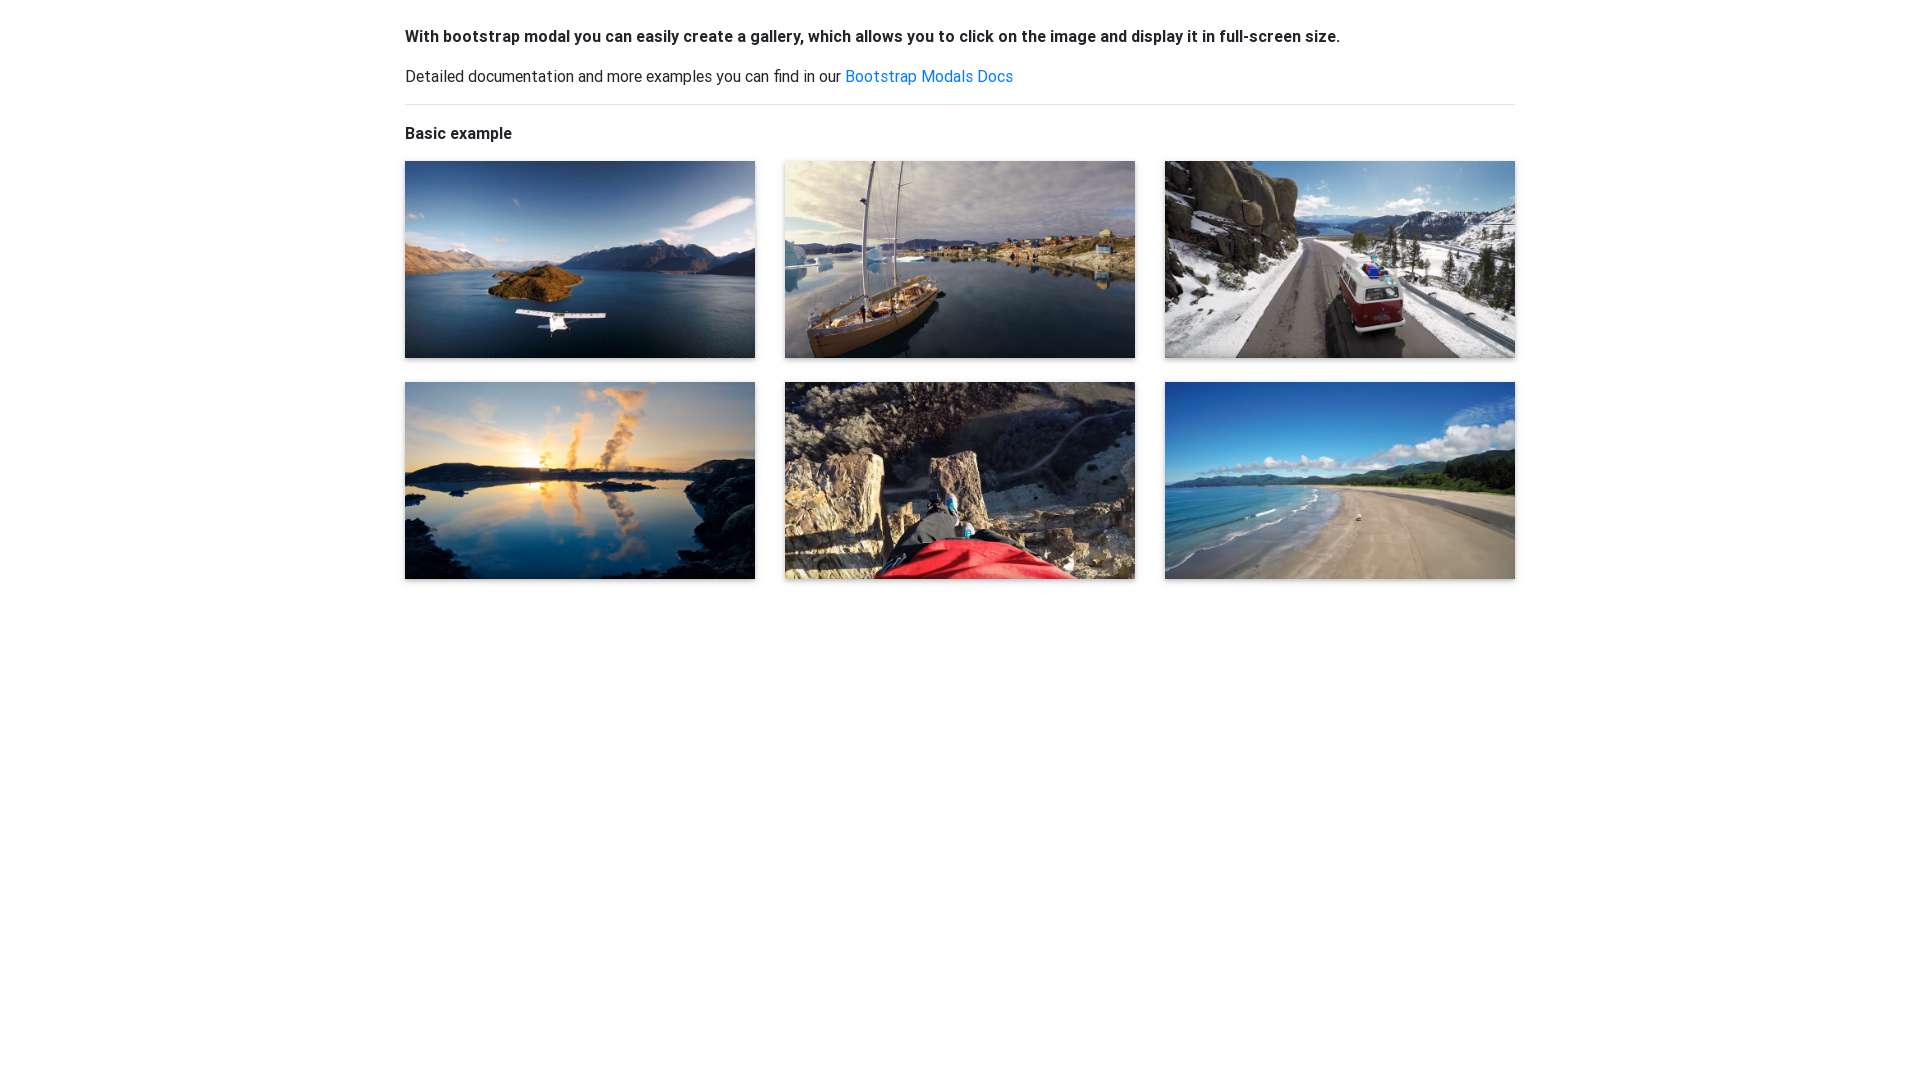 With bootstrap modal you can easily create a gallery, which allows you to click on the image and display it in full-screen size.
Detailed documentation and more examples you can find in our Bootstrap Modals Docs
Basic example